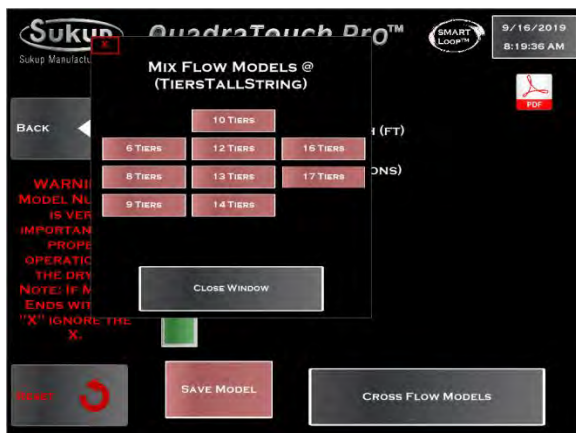 Sukup
QuadraTouch Pro™
SMART
LOOP™
9/16/2019
8:19:36 AM
Sukup Manufactu
X
MIX FLOW MODELS @
(TIERSTALLSTRING)
PDF
BACK
10 TIERS
H (FT)
6 TIERS
12 TIERS
16 TIERS
ONS)
8 TIERS
13 TIERS
17 TIERS
9 TIERS
14 TIERS
WARNI
MODEL NU
IS VER
IMPORTAN
PROPE
OPERATIO
THE DRY
NOTE: IF M
ENDS WIT
"X" IGNORE THE
X.
CLOSE WINDOW
RESET
SAVE MODEL
CROSS FLOW MODELS